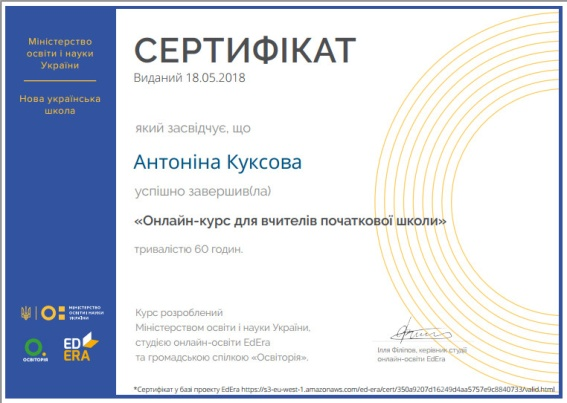 Міністерство
освіти і науки
України
Нова українська
школа
СЕРТИФІКАТ
Виданий 18.05.2018
який засвідчує, що
Антоніна Куксова
успішно завершив(ла)
«Онлайн-курс для вчителів початкової школи»
тривалістю 60 годин.
Курс розроблений
Міністерством освіти і науки України,
студією онлайн-освіти EdEra
та громадською спілкою «Освіторія».
МІНІСТЕРСТВО
ОСВІТИ І НАУКИ
УКРАЇНИ
ОСВІТОРІЯ
ED
ERA
Ілля Філіпов, керівник студії
онлайн-освіти EdEra
*Сертифікат у базі проекту EdEra https://s3-eu-west-1.amazonaws.com/ed-era/cert/350a9207d16249d4aa5757e9c8840733/valid.html